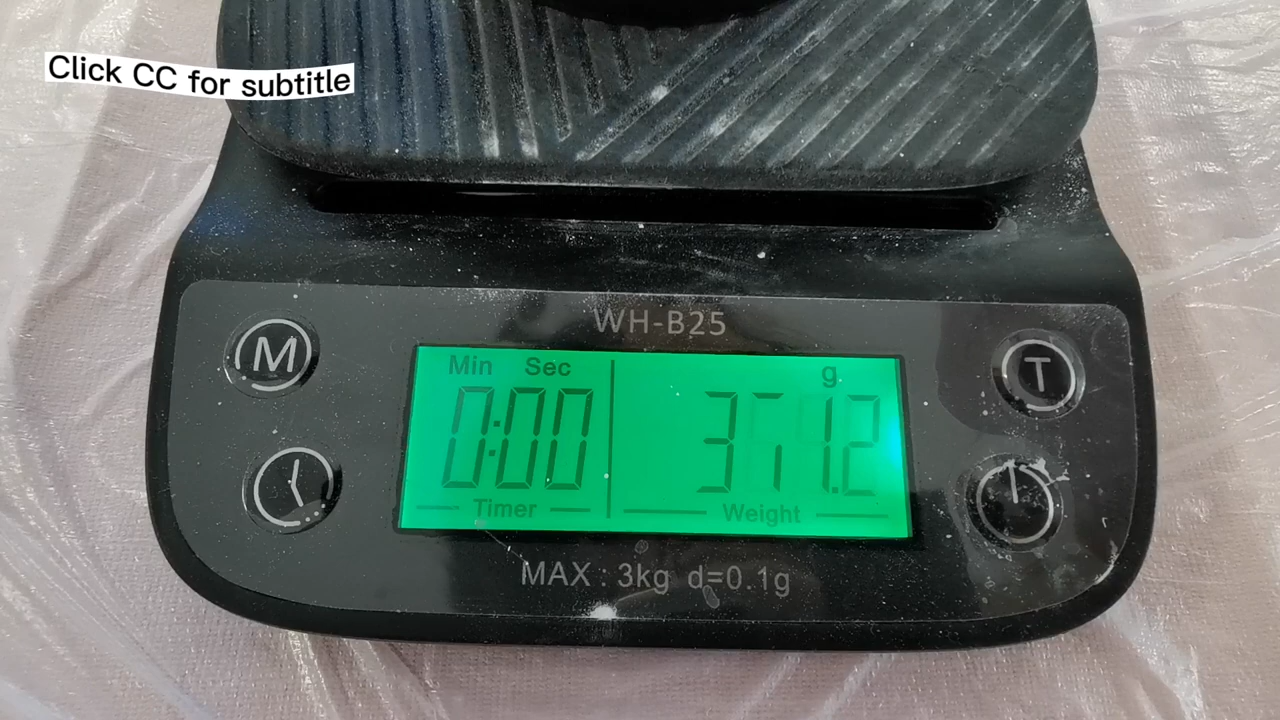 Click CC for subtitle
WH-B25
M
T
Min Sec
g
0:00
371.2
Timer
Weight
MAX : 3kg d=0.1g